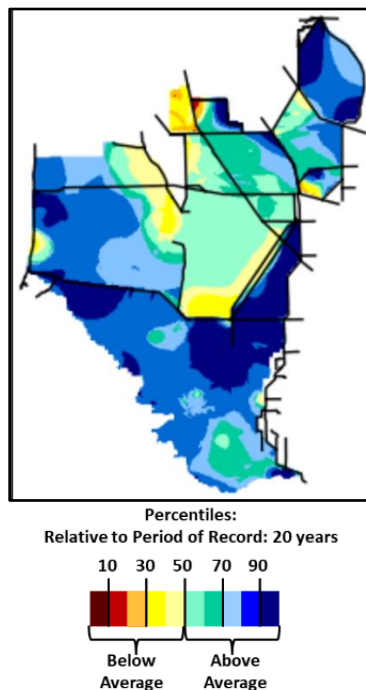 Percentiles:
Relative to Period of Record: 20 years
10 30 50 70 90
Below Above
Average Average